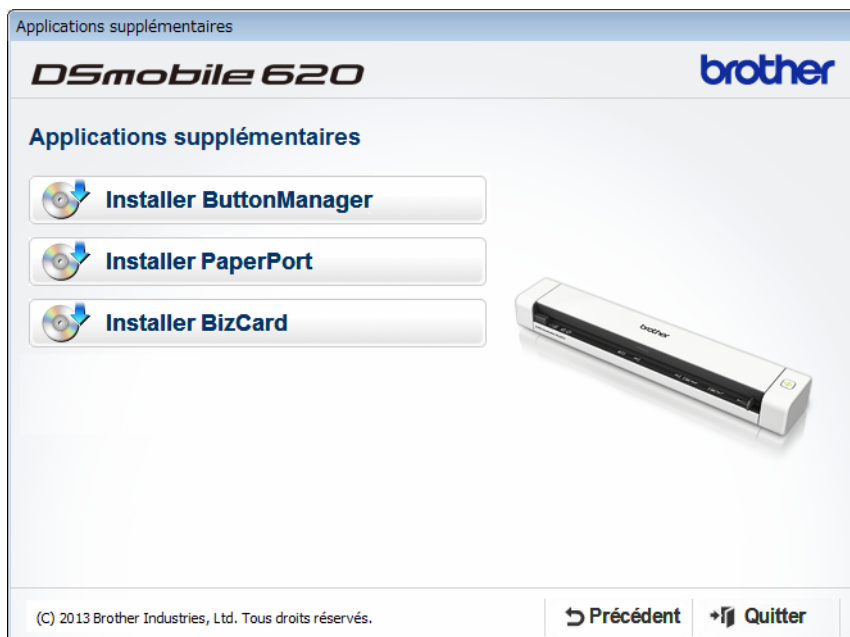 Applications supplémentaires
DSmobile 620
brother
Applications supplémentaires
Installer ButtonManager
Installer PaperPort
Installer BizCard
brother
(C) 2013 Brother Industries, Ltd. Tous droits réservés.
Précédent
Quitter